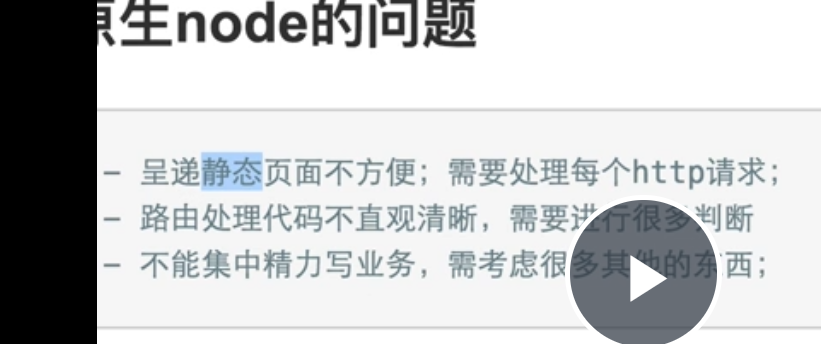 原生node的问题
- 呈递静态页面不方便；需要处理每个http请求；
- 路由处理代码不直观清晰，需要进行很多判断
- 不能集中精力写业务，需考虑很多其他的东西；